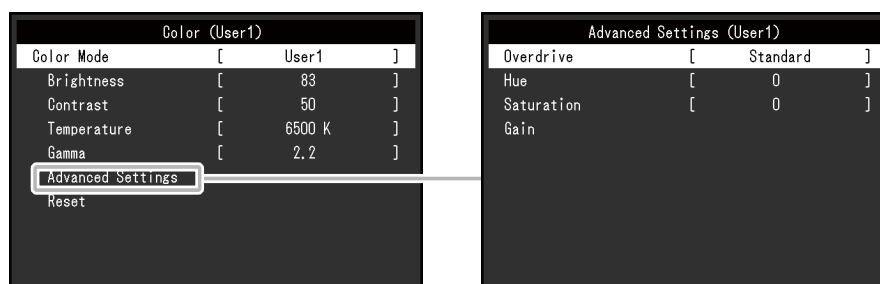 Color (User1)
Color Mode [ User1 ]
Brightness [ 83 ]
Contrast [ 50 ]
Temperature [ 6500 K ]
Gamma [ 2.2 ]
Advanced Settings
Reset
Advanced Settings (User1)
Overdrive [ Standard ]
Hue [ 0 ]
Saturation [ 0 ]
Gain